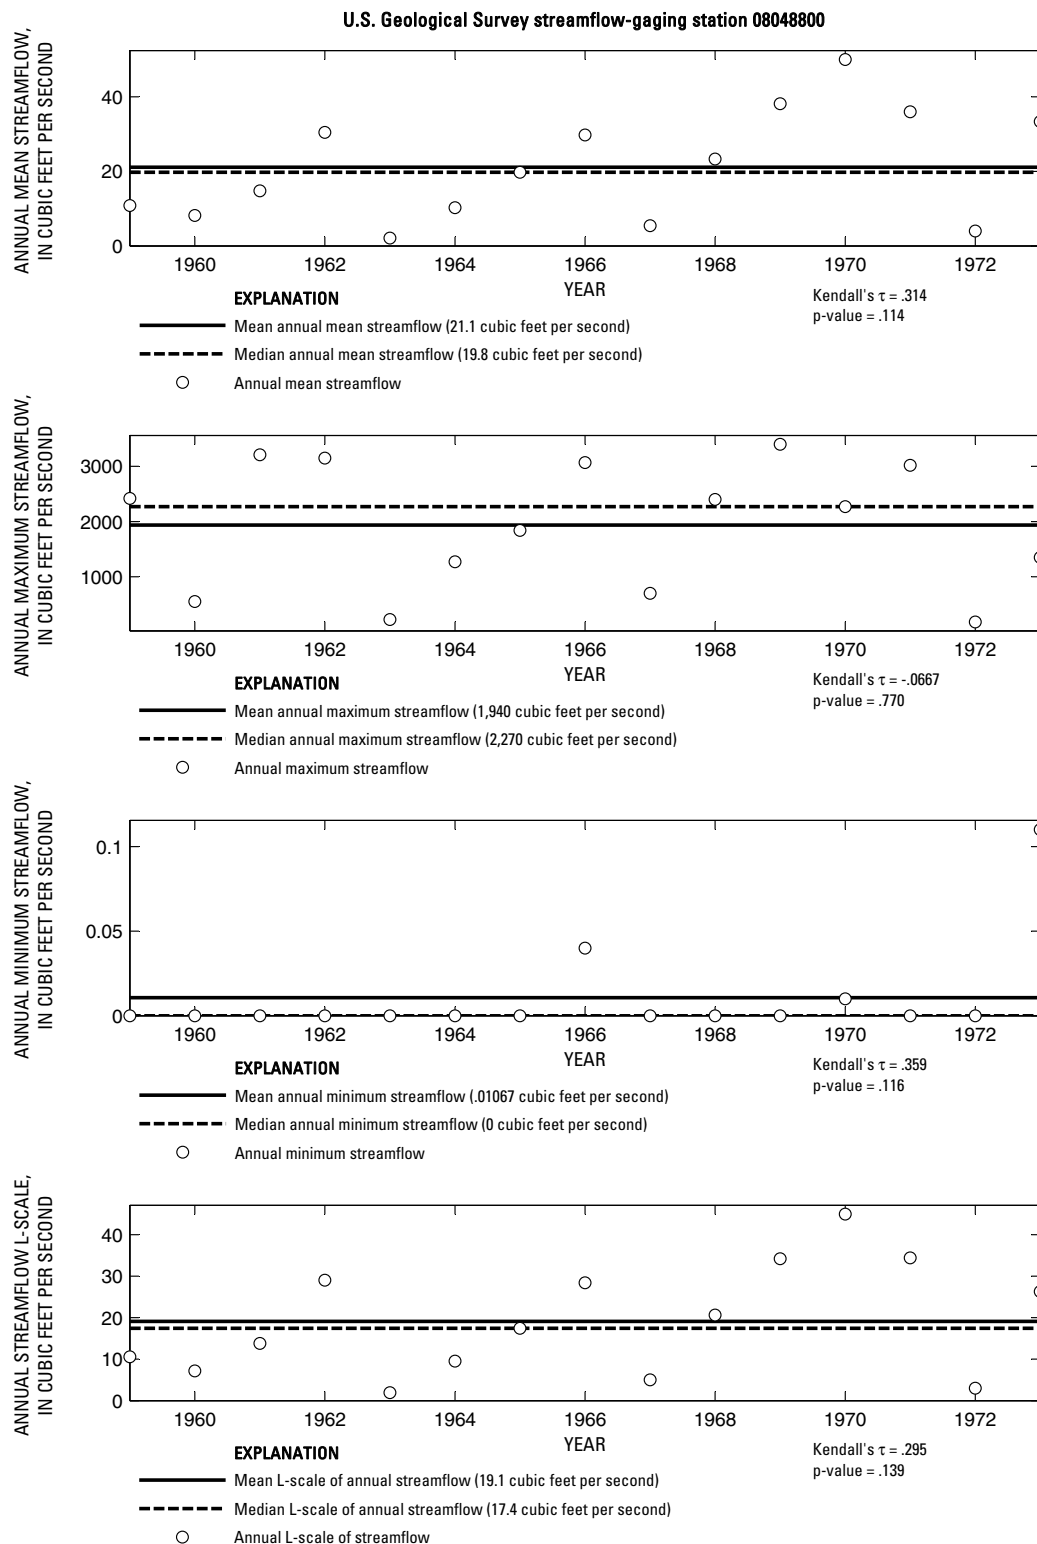 U.S. Geological Survey streamflow-gaging station 08048800
ANNUAL MEAN STREAMFLOW,
IN CUBIC FEET PER SECOND
40
20
0
1960 1962 1964 1966 1968 1970 1972
YEAR
Kendall's τ = .314
p-value = .114
EXPLANATION
Mean annual mean streamflow (21.1 cubic feet per second)
Median annual mean streamflow (19.8 cubic feet per second)
Annual mean streamflow
ANNUAL MAXIMUM STREAMFLOW,
IN CUBIC FEET PER SECOND
3000
2000
1000
1960 1962 1964 1966 1968 1970 1972
YEAR
Kendall's τ = -.0667
p-value = .770
EXPLANATION
Mean annual maximum streamflow (1,940 cubic feet per second)
Median annual maximum streamflow (2,270 cubic feet per second)
Annual maximum streamflow
ANNUAL MINIMUM STREAMFLOW,
IN CUBIC FEET PER SECOND
0.1
0.05
0
1960 1962 1964 1966 1968 1970 1972
YEAR
Kendall's τ = .359
p-value = .116
EXPLANATION
Mean annual minimum streamflow (.01067 cubic feet per second)
Median annual minimum streamflow (0 cubic feet per second)
Annual minimum streamflow
ANNUAL STREAMFLOW L-SCALE,
IN CUBIC FEET PER SECOND
40
30
20
10
0
1960 1962 1964 1966 1968 1970 1972
YEAR
Kendall's τ = .295
p-value = .139
EXPLANATION
Mean L-scale of annual streamflow (19.1 cubic feet per second)
Median L-scale of annual streamflow (17.4 cubic feet per second)
Annual L-scale of streamflow